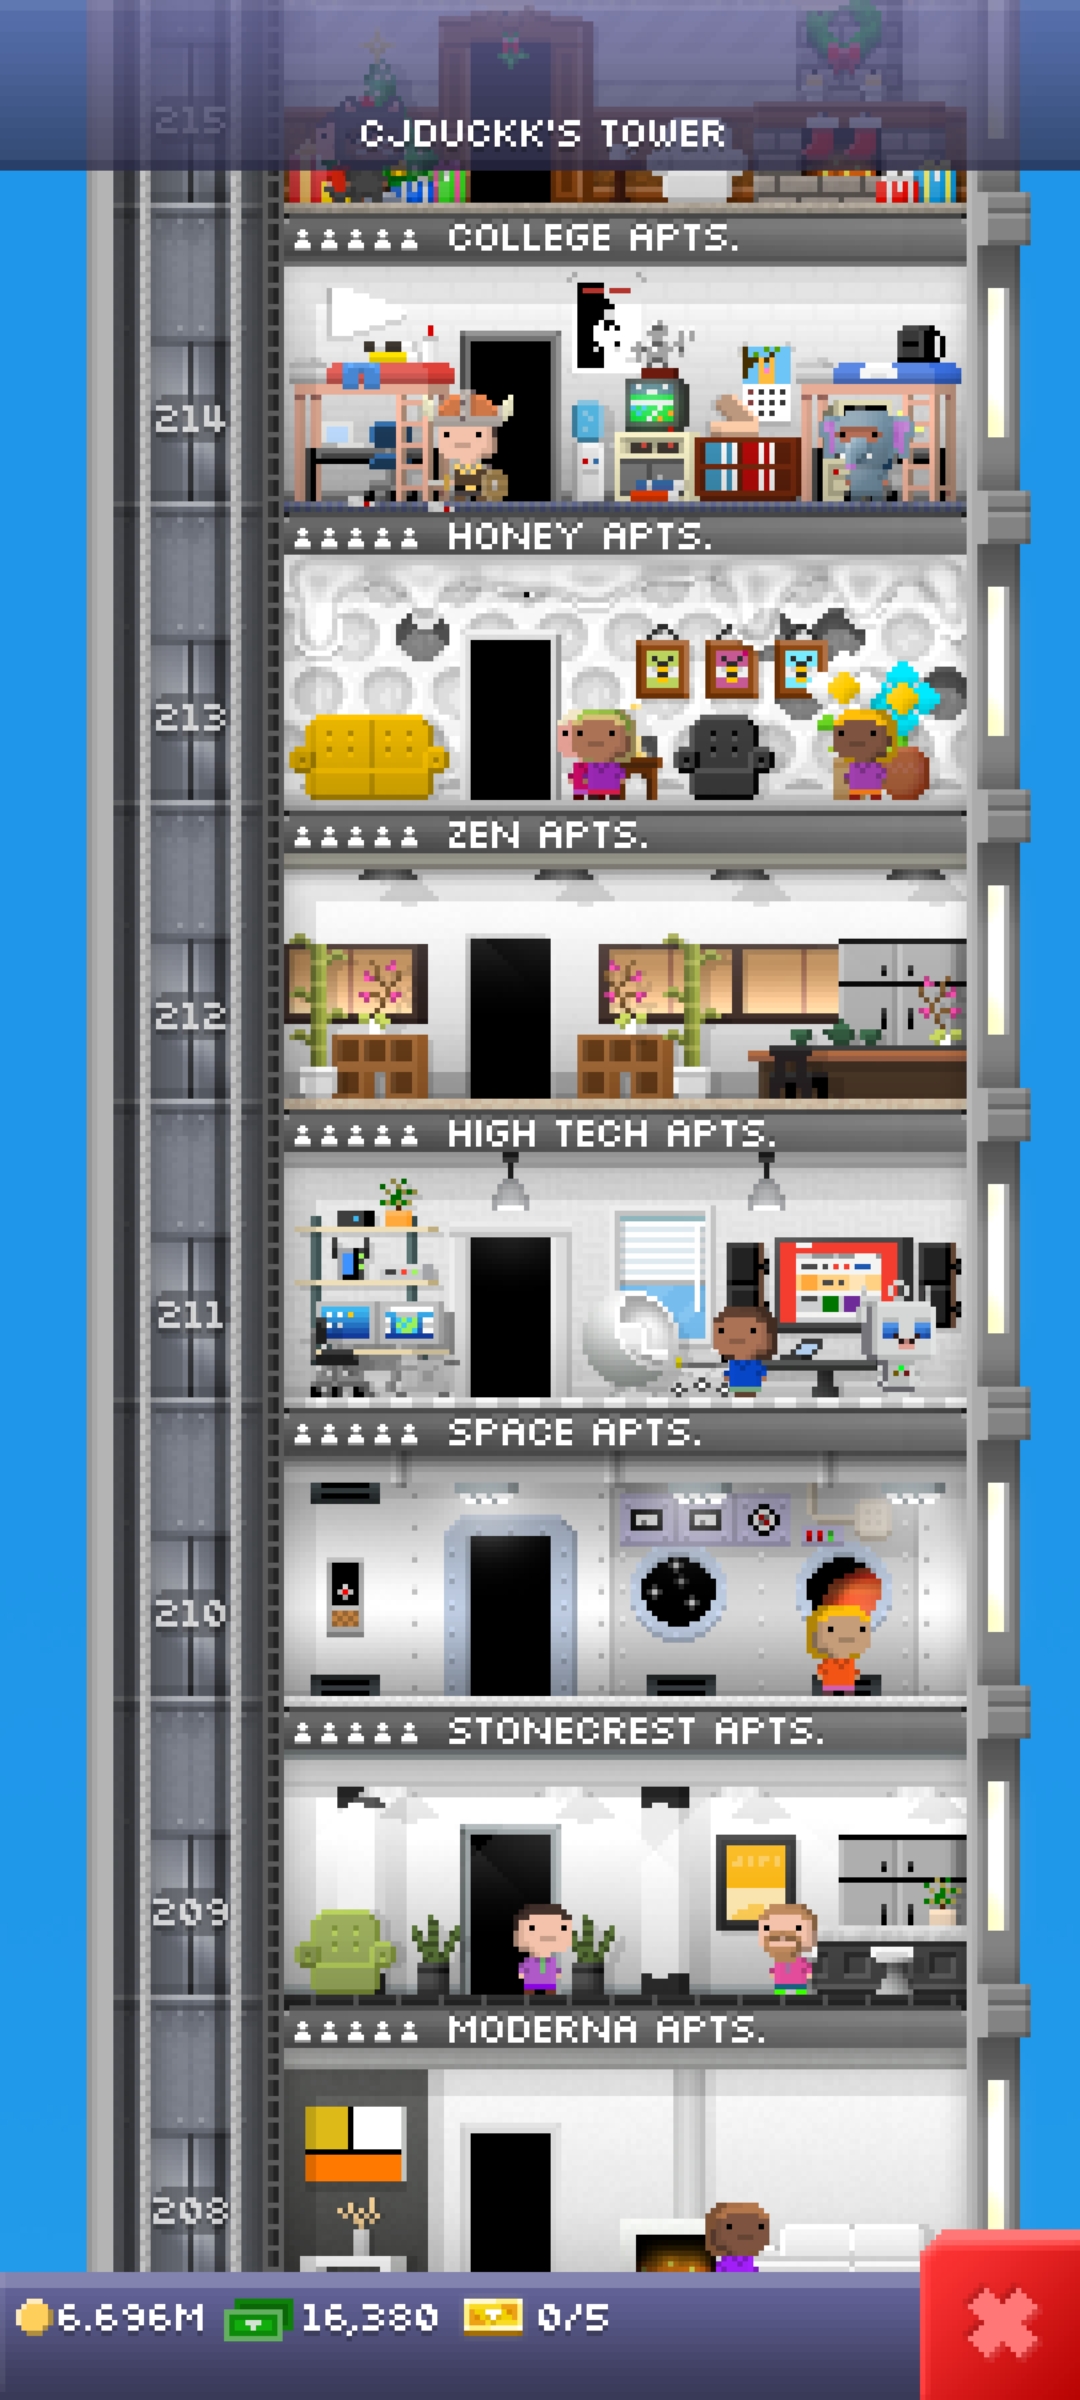 215
CJDUCKK'S TOWER
COLLEGE APTS.
214
HONEY APTS.
213
ZEN APTS.
212
HIGH TECH APTS.
211
SPACE APTS.
210
STONECREST APTS.
209
MODERNA APTS.
208
6.696M 16,380 0/5